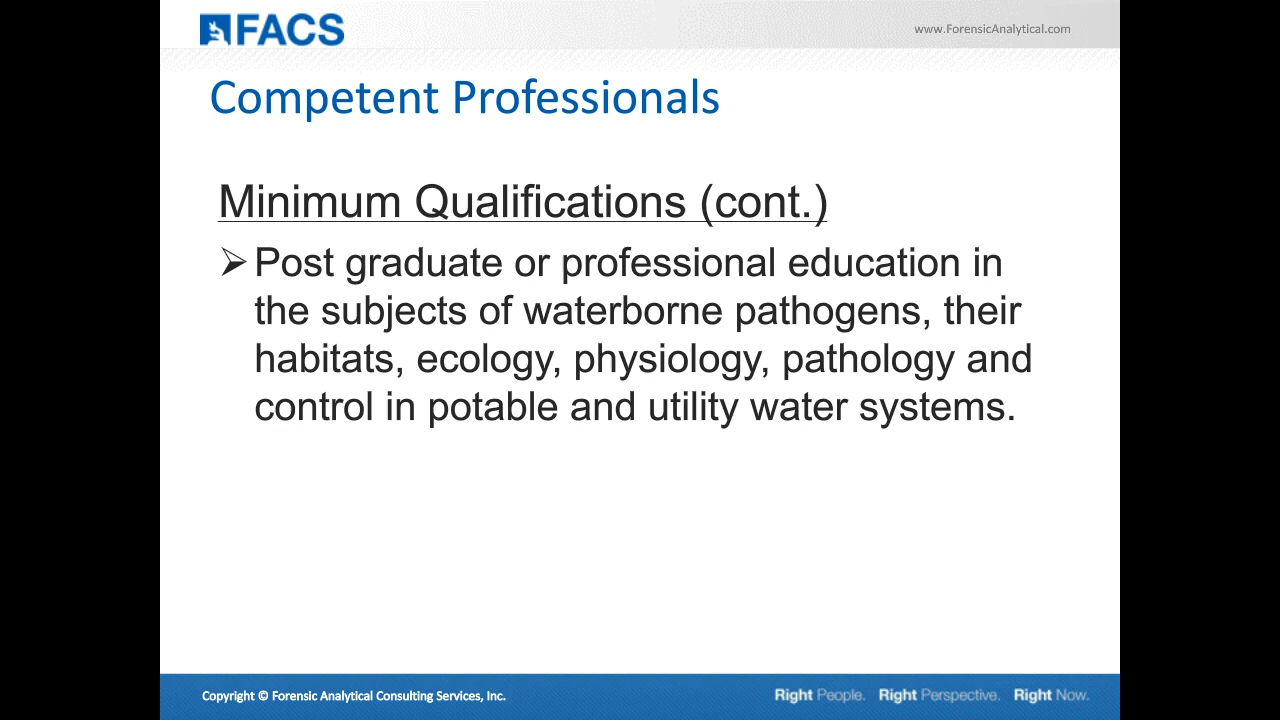 FACS
www.ForensicAnalytical.com
Competent Professionals
Minimum Qualifications (cont.)
➢ Post graduate or professional education in
the subjects of waterborne pathogens, their
habitats, ecology, physiology, pathology and
control in potable and utility water systems.
Copyright © Forensic Analytical Consulting Services, Inc.
Right People. Right Perspective. Right Now.